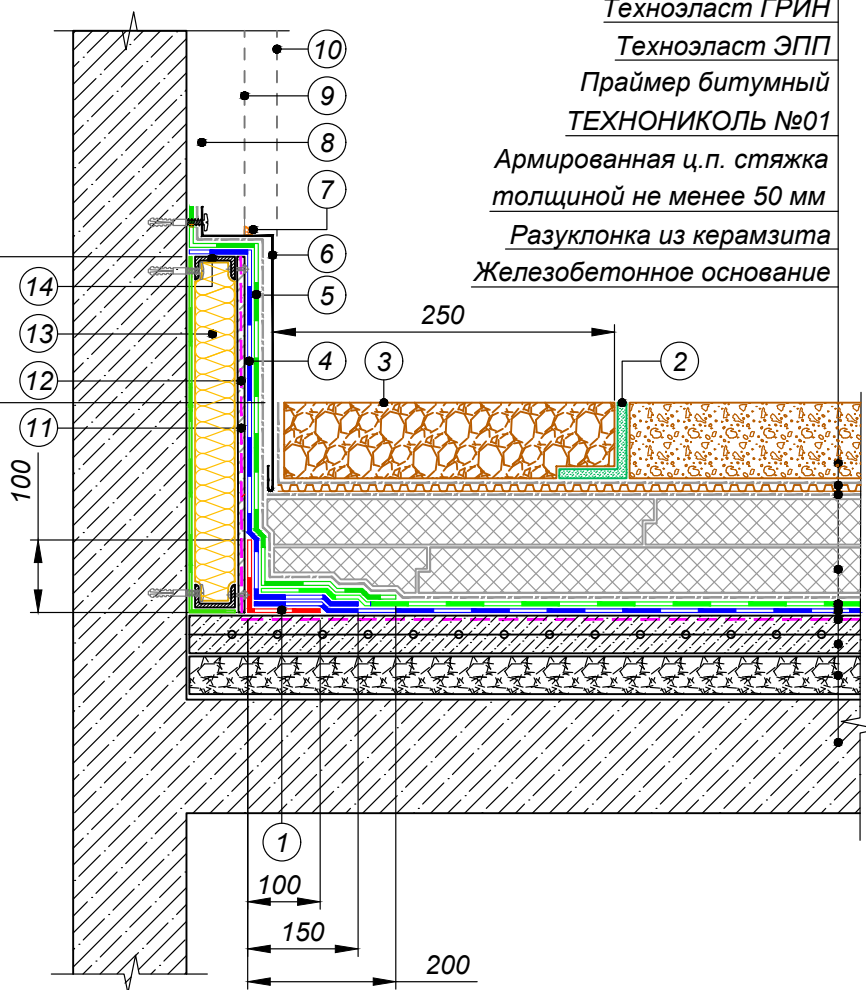 Техноэласт ГРИН
Техноэласт ЭПП
Праймер битумный
ТЕХНОНИКОЛЬ №01
Армированная ц.п. стяжка
толщиной не менее 50 мм
Разуклонка из керамзита
Железобетонное основание
10
9
8
7
6
5
14
13
12
11
4
3
2
250
100
1
100
150
200